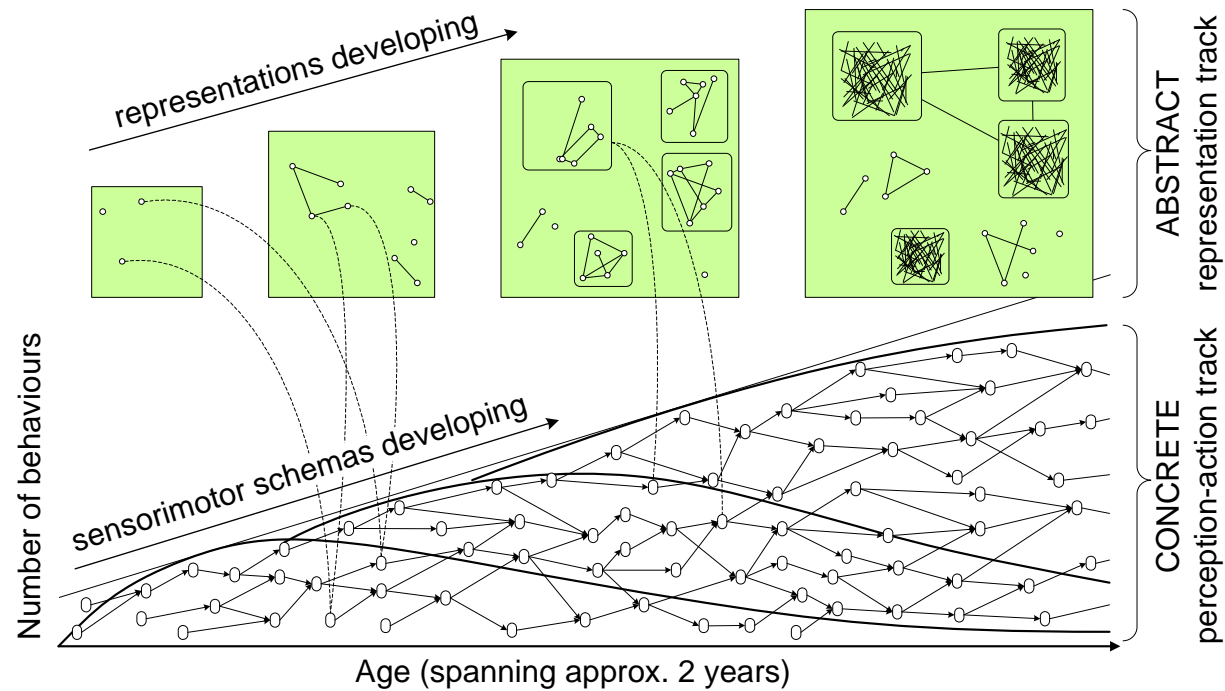 representations developing
ABSTRACT
representation track
sensorimotor schemas developing
Number of behaviours
CONCRETE
perception-action track
Age (spanning approx. 2 years)